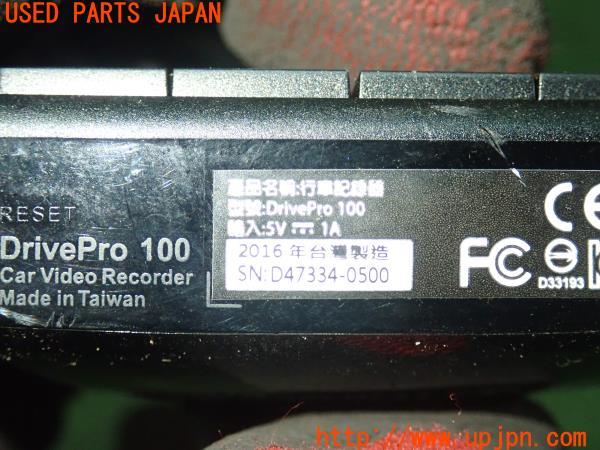 USED PARTS JAPAN
RESET
DrivePro 100
Car Video Recorder
Made in Taiwan
產品名稱:行車記錄器
型號:DrivePro 100
輸入:5V ⎓ 1A
2016 年台灣製造
SN:D47334-0500
CE
FC
D33193
http://www.upjpn.com